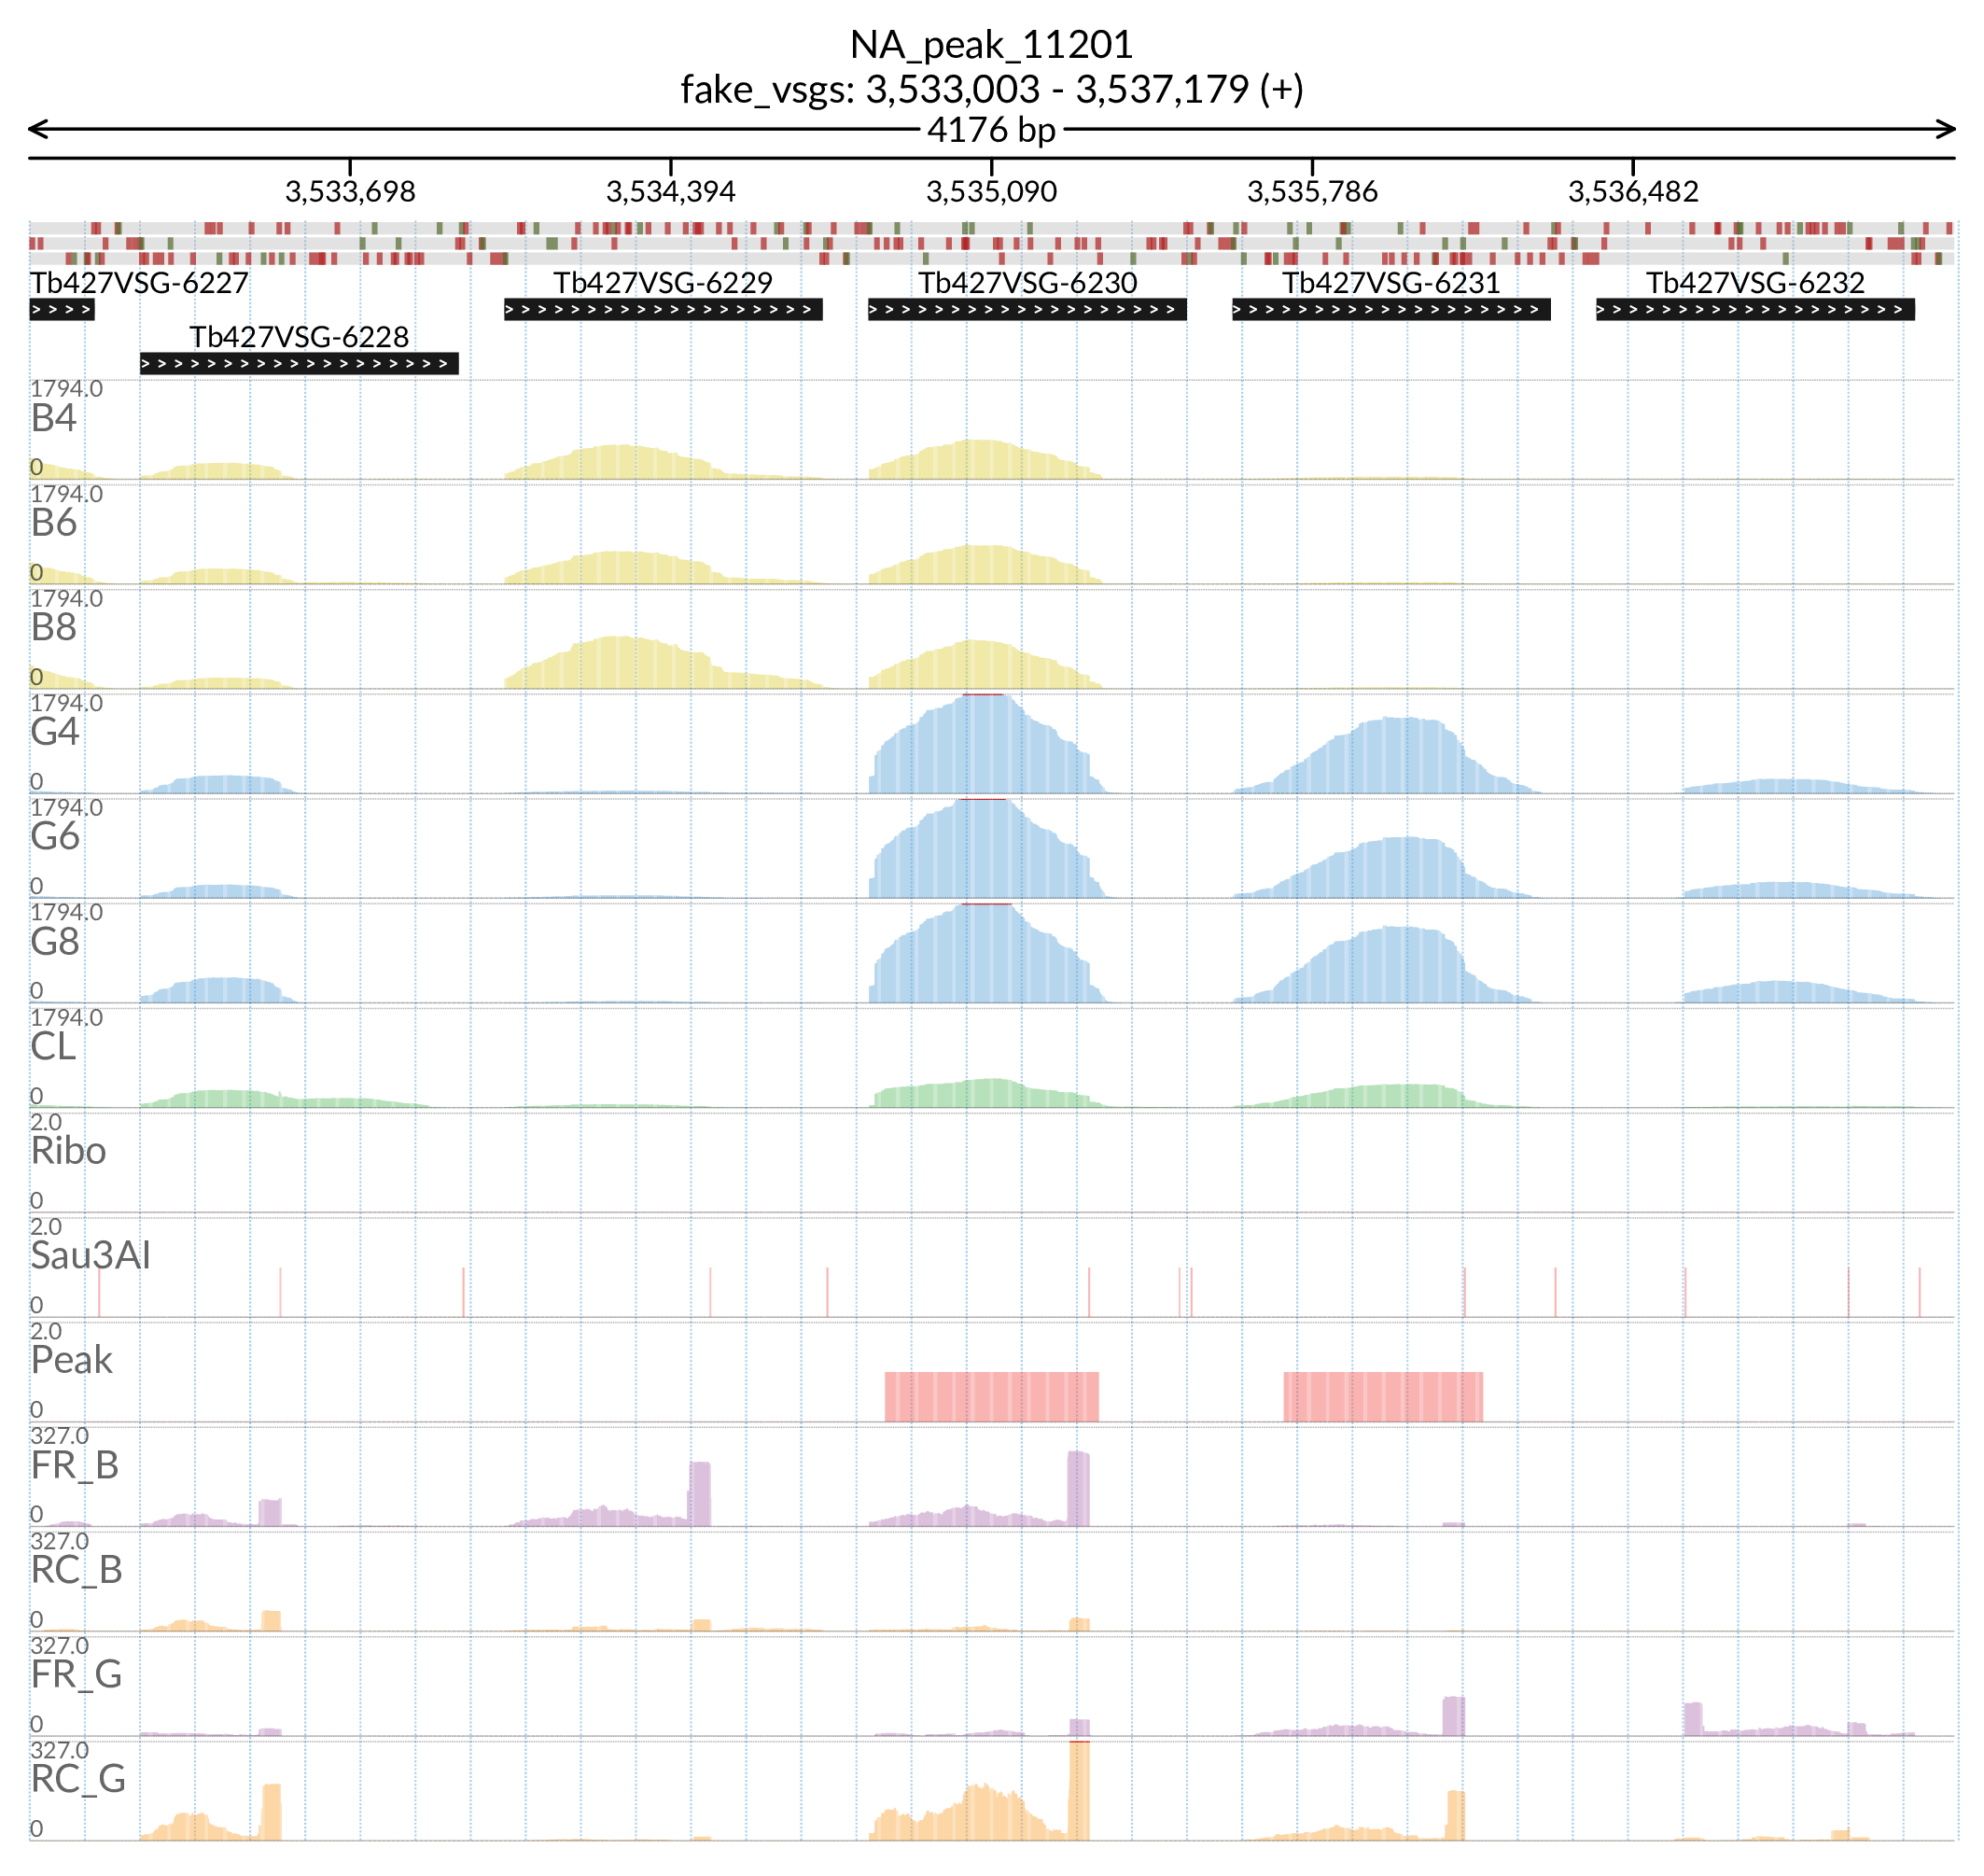 NA_peak_11201
fake_vsgs: 3,533,003 - 3,537,179 (+)
4176 bp
3,533,698 3,534,394 3,535,090 3,535,786 3,536,482
Tb427VSG-6227 Tb427VSG-6229 Tb427VSG-6230 Tb427VSG-6231 Tb427VSG-6232
Tb427VSG-6228
1794.0
B4
0
1794.0
B6
0
1794.0
B8
0
1794.0
G4
0
1794.0
G6
0
1794.0
G8
0
1794.0
CL
0
2.0
Ribo
0
2.0
Sau3AI
0
2.0
Peak
0
327.0
FR_B
0
327.0
RC_B
0
327.0
FR_G
0
327.0
RC_G
0